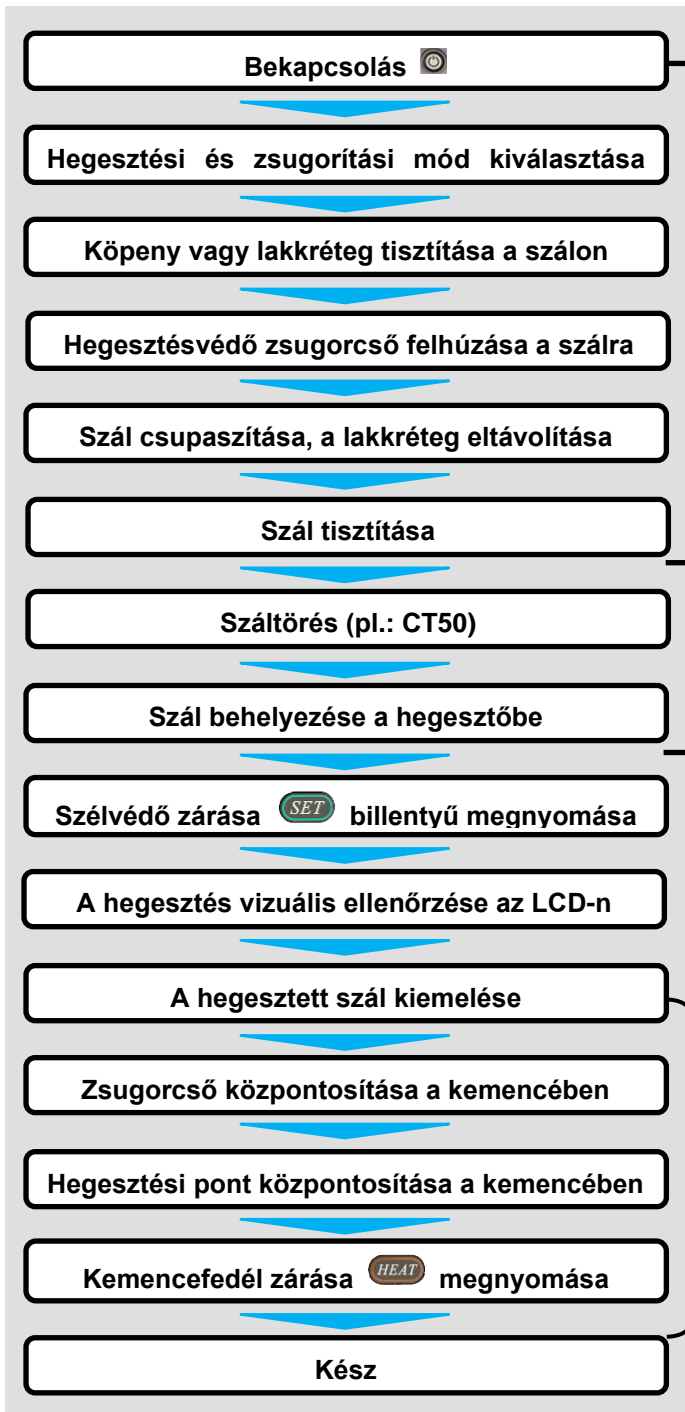 Bekapcsolás
Hegesztési és zsugorítási mód kiválasztása
Köpeny vagy lakkréteg tisztítása a szálon
Hegesztésvédő zsugorcső felhúzása a szálra
Szál csupaszítása, a lakkréteg eltávolítása
Szál tisztítása
Száltörés (pl.: CT50)
Szál behelyezése a hegesztőbe
Szélvédő zárása SET billentyű megnyomása
A hegesztés vizuális ellenőrzése az LCD-n
A hegesztett szál kiemelése
Zsugorcső központosítása a kemencében
Hegesztési pont központosítása a kemencében
Kemencefedél zárása HEAT megnyomása
Kész